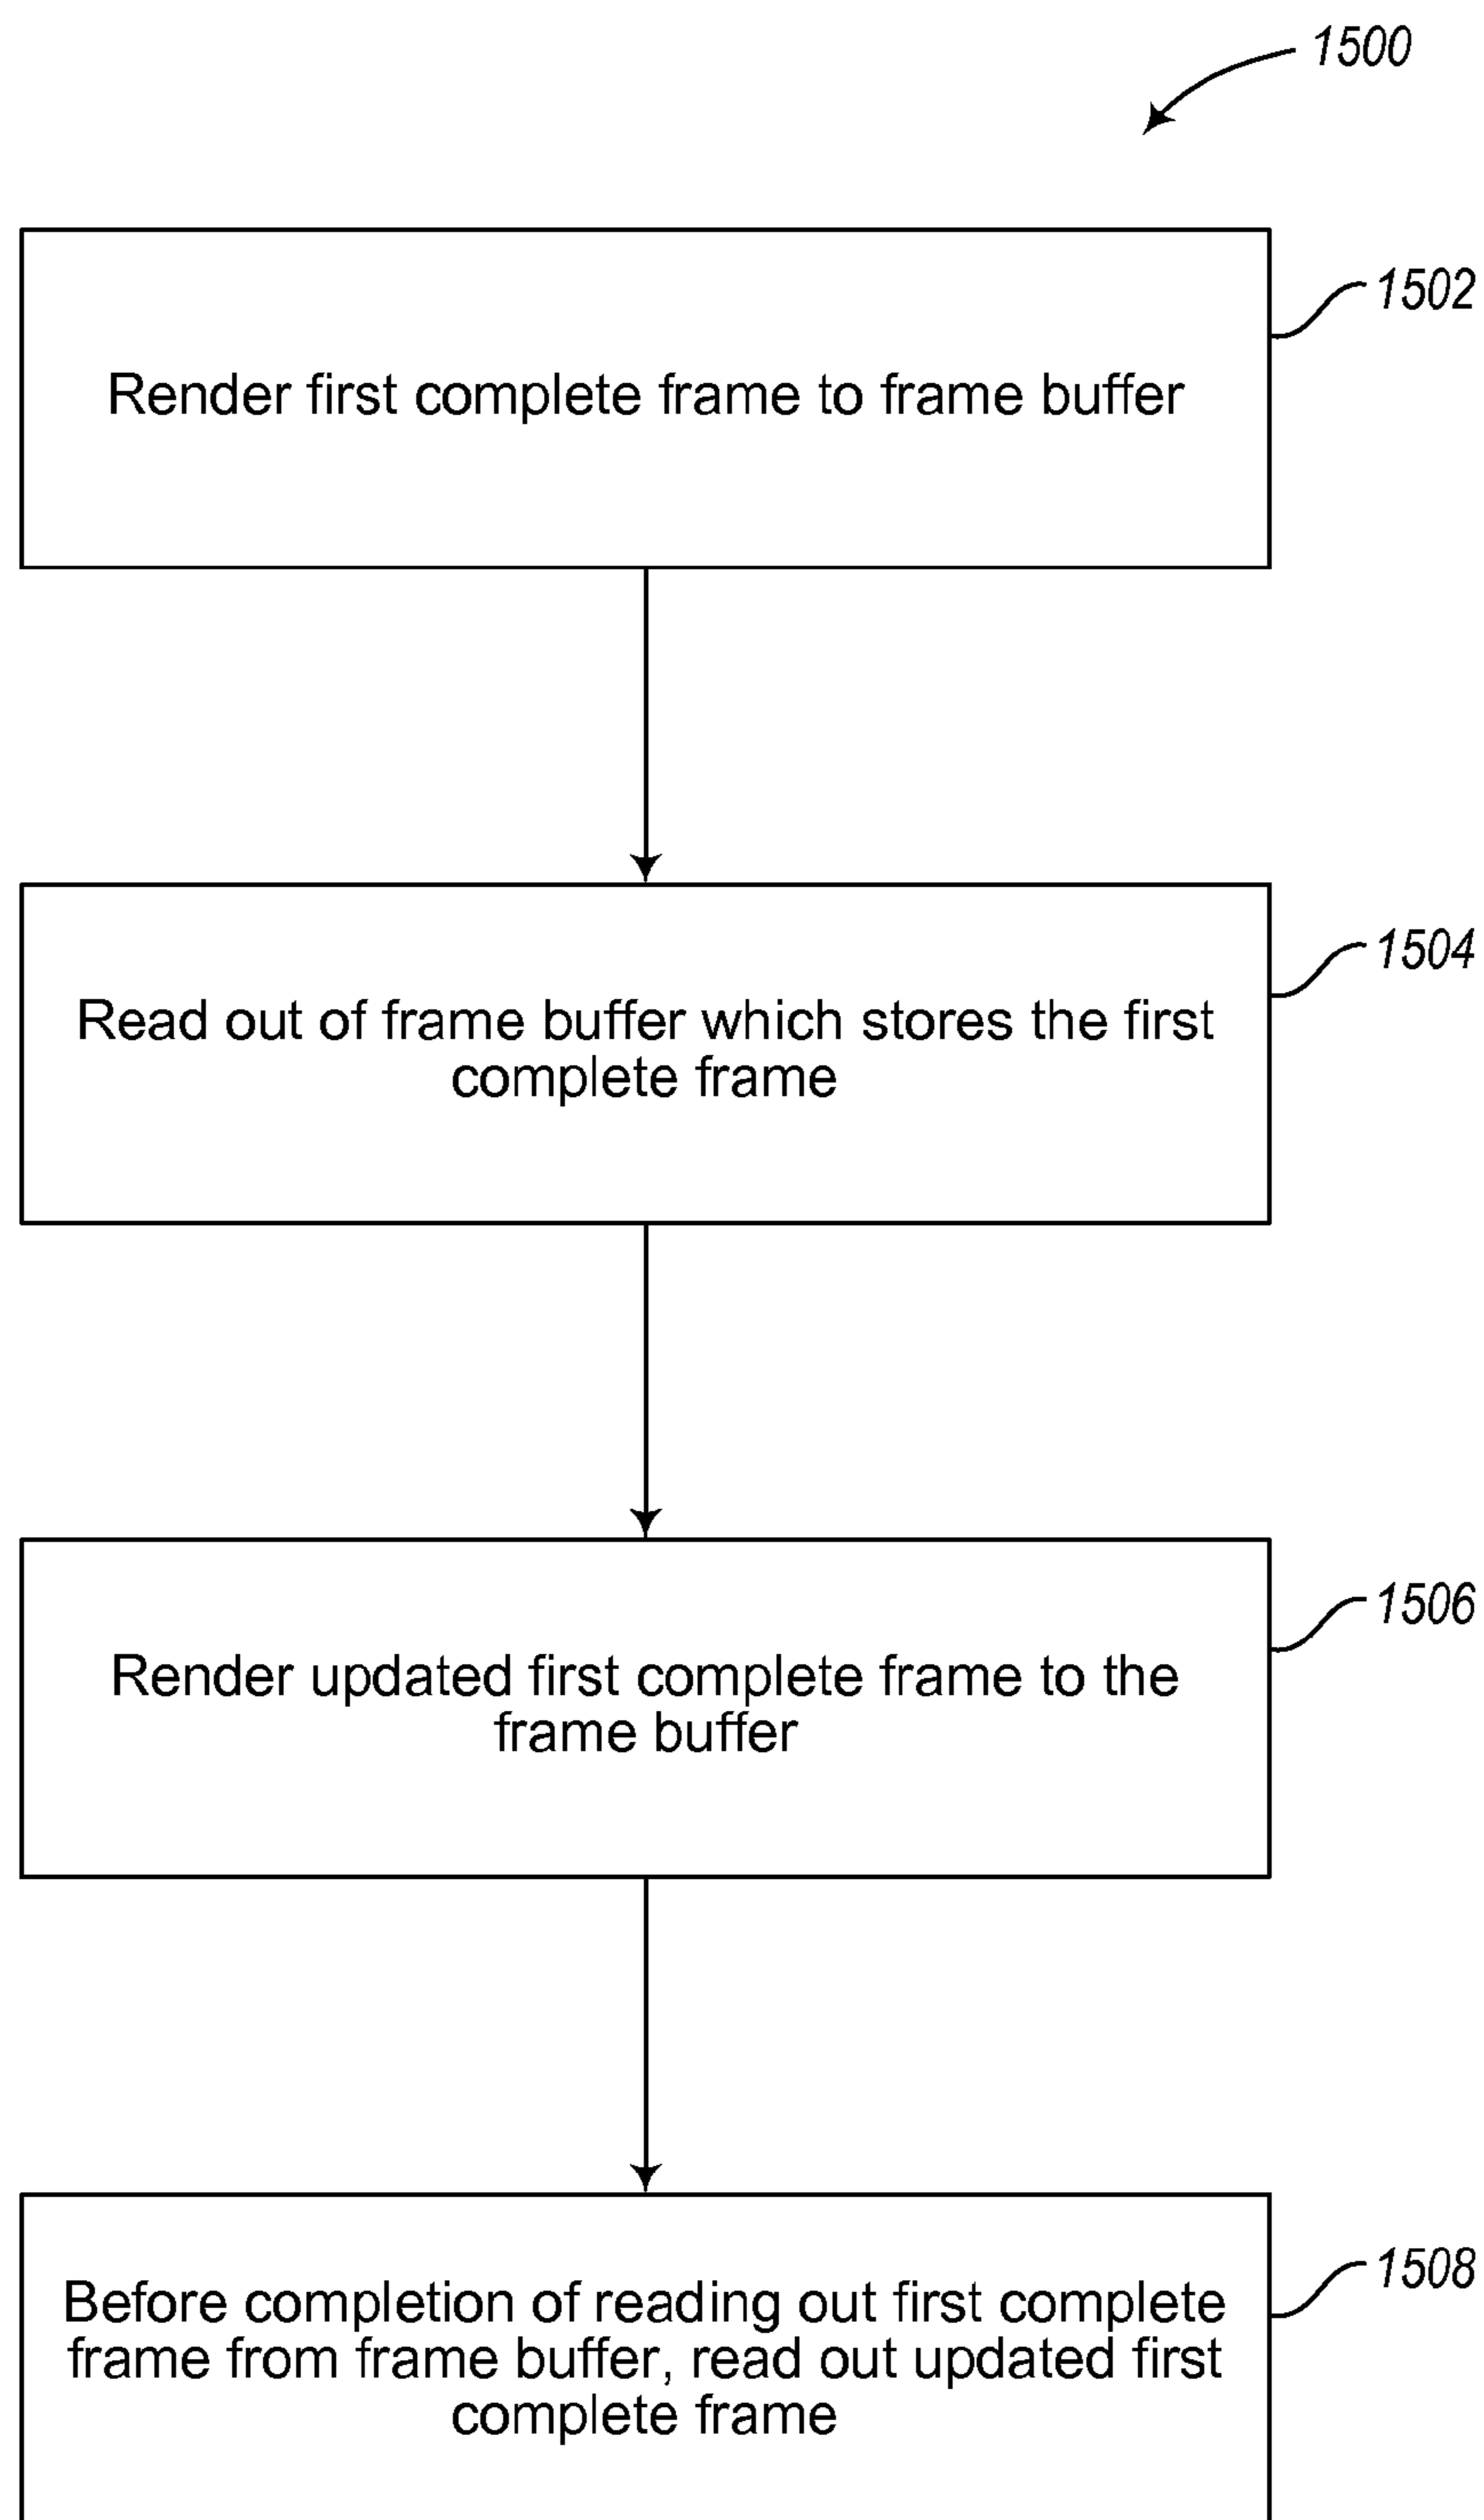 1500
1502
Render first complete frame to frame buffer
1504
Read out of frame buffer which stores the first
complete frame
1506
Render updated first complete frame to the
frame buffer
1508
Before completion of reading out first complete
frame from frame buffer, read out updated first
complete frame